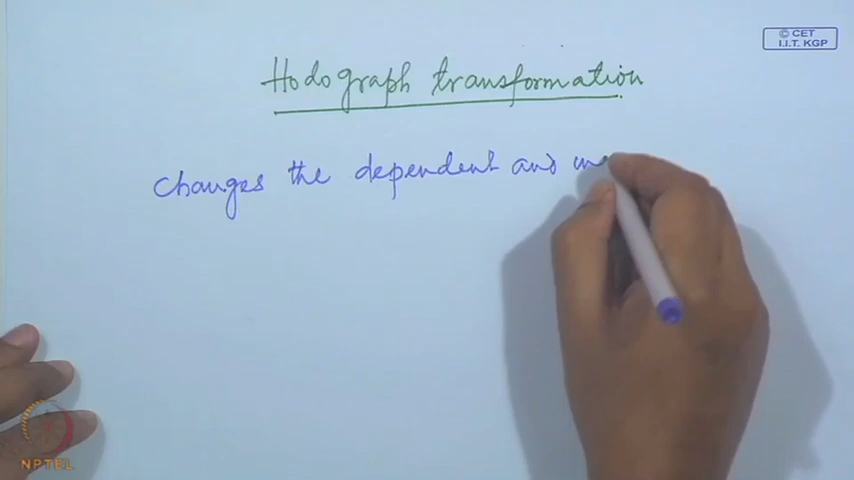 © CET
I.I.T. KGP
Hodograph transformation
changes the dependent and
NPTEL